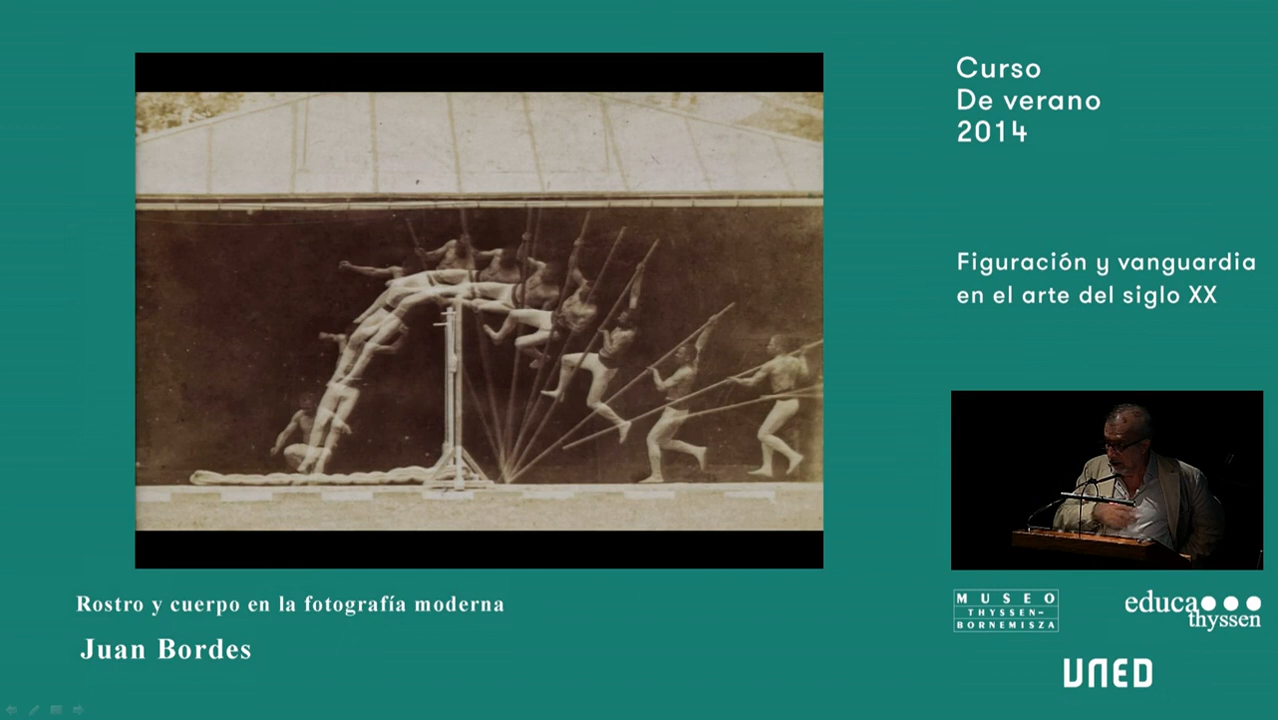 Curso
De verano
2014
Figuración y vanguardia
en el arte del siglo XX
Rostro y cuerpo en la fotografía moderna
Juan Bordes
MUSEO
THYSSEN-
BORNEMISZA
educa
thyssen
UNED